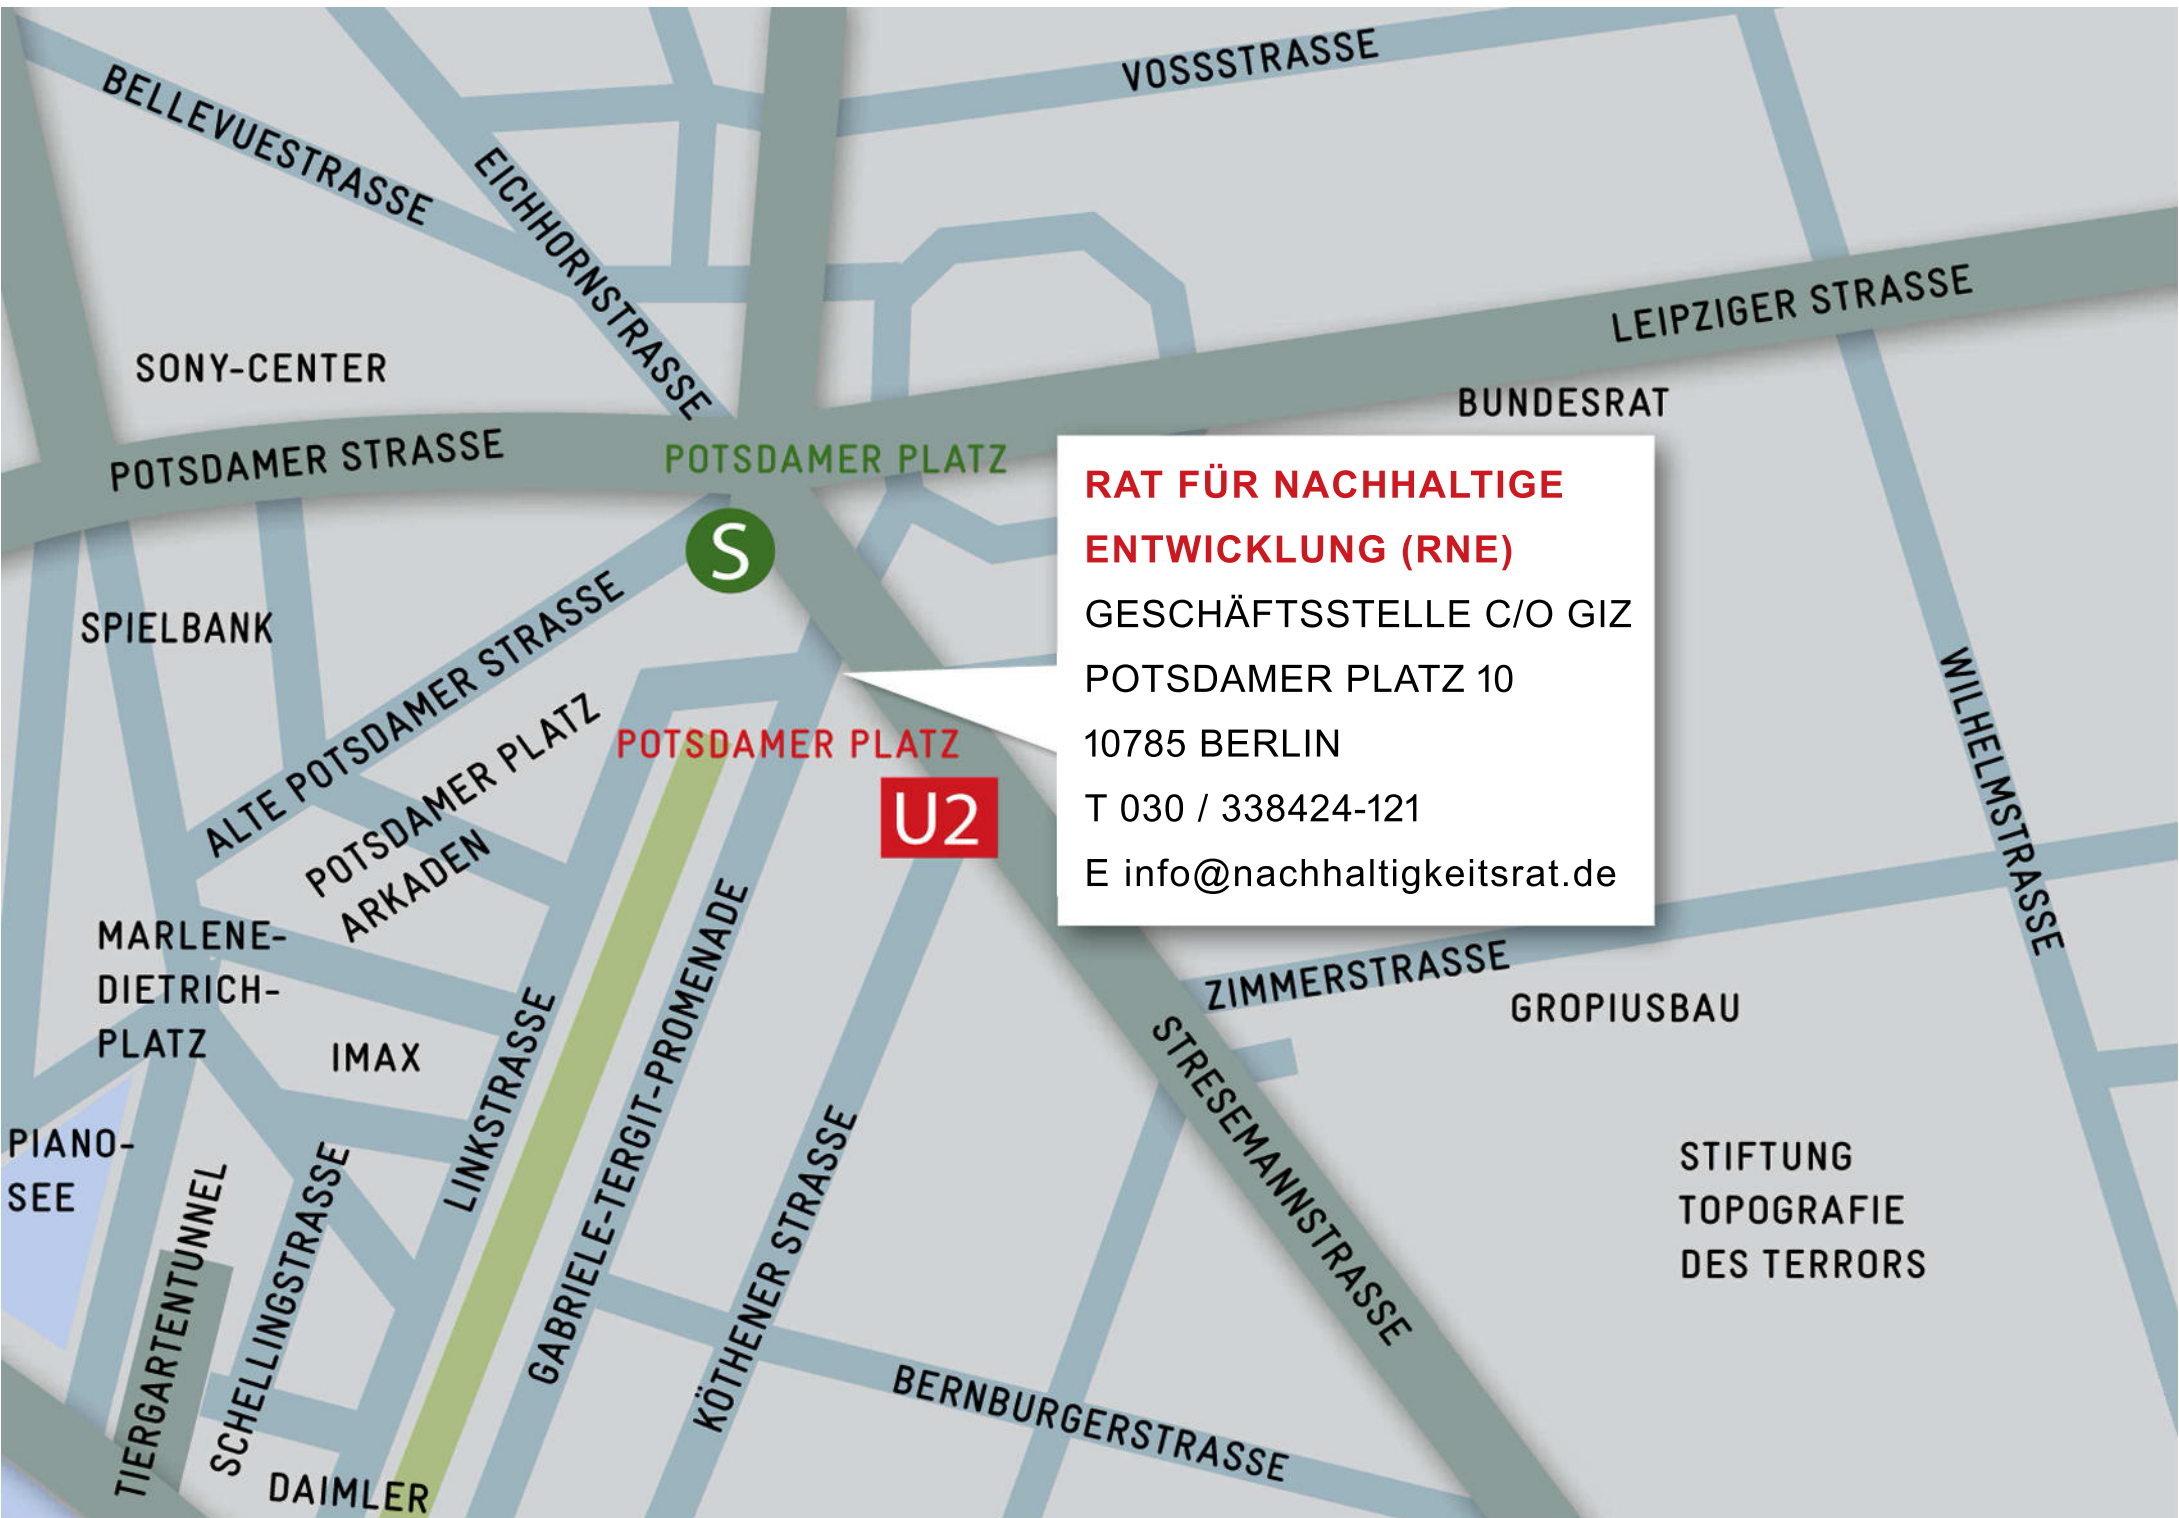 VOSSSTRASSE
BELLEVUESTRASSE
EICHHORNSTRASSE
LEIPZIGER STRASSE
SONY-CENTER
BUNDESRAT
POTSDAMER STRASSE
POTSDAMER PLATZ
S
RAT FÜR NACHHALTIGE
ENTWICKLUNG (RNE)
GESCHÄFTSSTELLE C/O GIZ
POTSDAMER PLATZ 10
10785 BERLIN
T 030 / 338424-121
E info@nachhaltigkeitsrat.de
SPIELBANK
ALTE POTSDAMER STRASSE
POTSDAMER PLATZ
ARKADEN
POTSDAMER PLATZ
U2
WILHELMSTRASSE
MARLENE-
DIETRICH-
PLATZ
IMAX
ZIMMERSTRASSE
GROPIUSBAU
LINKSTRASSE
GABRIELE-TERGIT-PROMENADE
KÖTHENER STRASSE
STRESEMANNSTRASSE
PIANO-
SEE
STIFTUNG
TOPOGRAFIE
DES TERRORS
TIERGARTENTUNNEL
SCHELLINGSTRASSE
BERNBURGERSTRASSE
DAIMLER